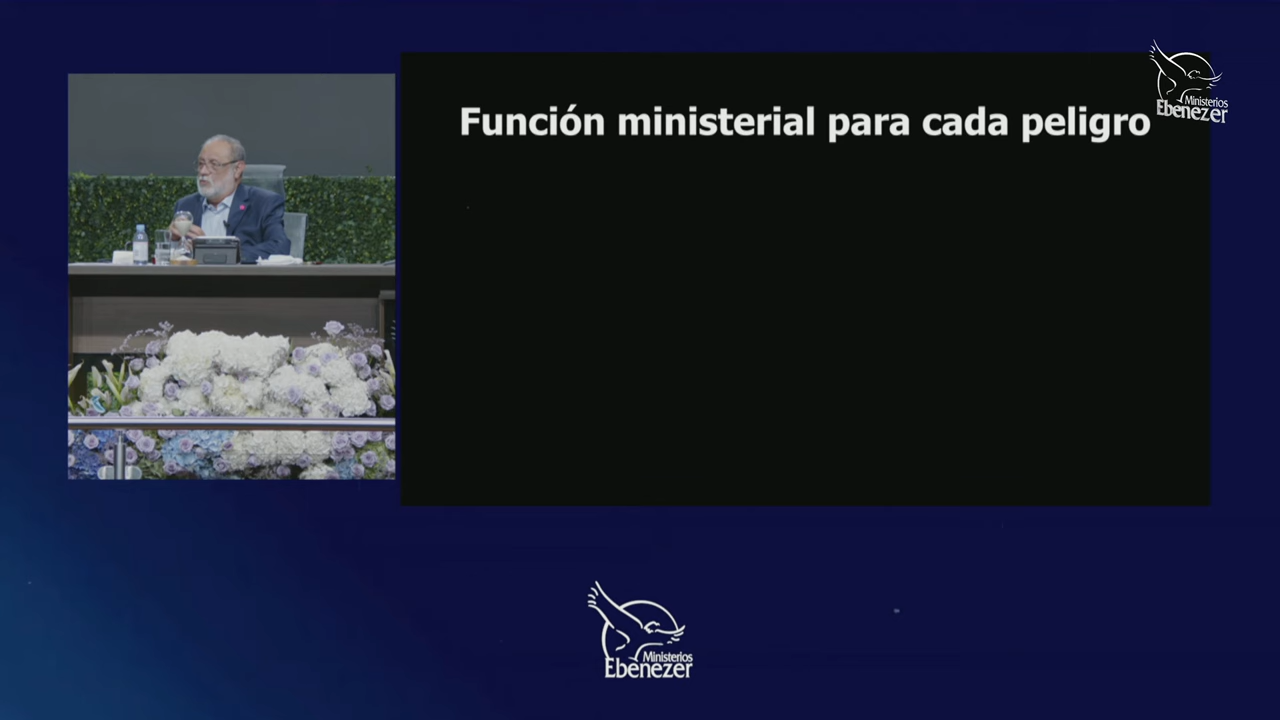 Función ministerial para cada peligro
Ministerios
Ebenezer
Ministerios
Ebenezer